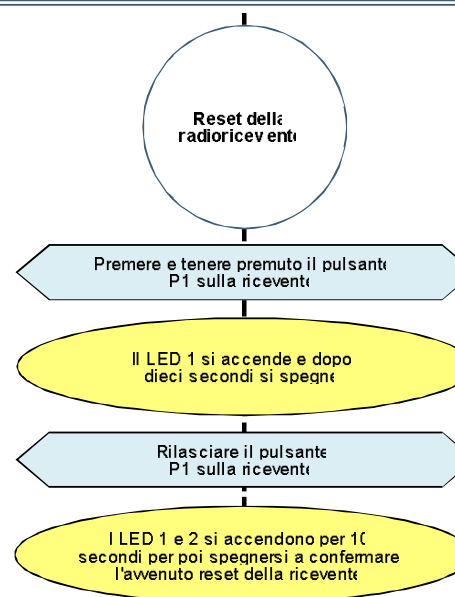 Reset della
radioricevente
Premere e tenere premuto il pulsante
P1 sulla ricevente
Il LED 1 si accende e dopo
dieci secondi si spegne
Rilasciare il pulsante
P1 sulla ricevente
I LED 1 e 2 si accendono per 10
secondi per poi spegnersi a confermare
l'avvenuto reset della ricevente